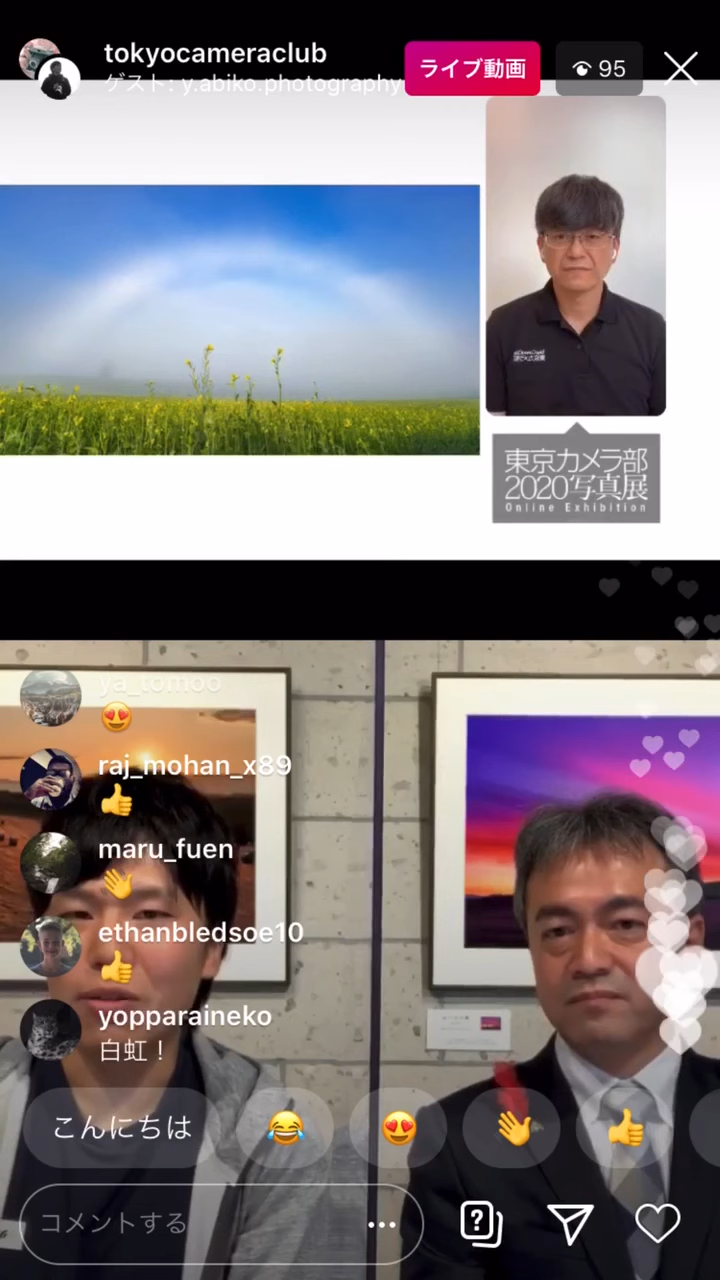 tokyocameraclub
ゲスト: y.abiko.photography
ライブ動画
95
東京カメラ部
2020写真展
Online Exhibition
ya_tomoo
😍
raj_mohan_x89
👍
maru_fuen
👋
ethanbledsoe10
👍
yopparaineko
白虹！
こんにちは
😂
😍
👋
👍
コメントする